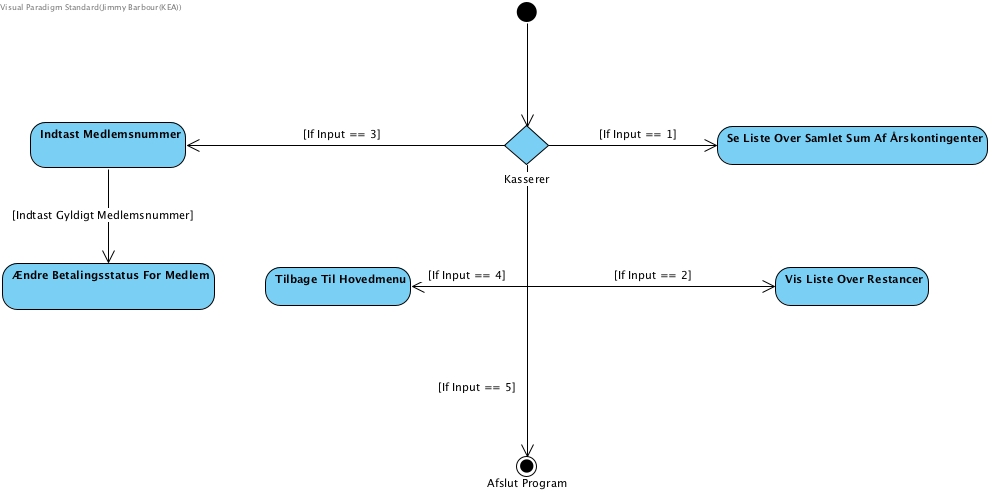 Visual Paradigm Standard(Jimmy Barbour(KEA))
Indtast Medlemsnummer
[If Input == 3]
[If Input == 1]
Se Liste Over Samlet Sum Af Årskontingenter
Kasserer
[Indtast Gyldigt Medlemsnummer]
Ændre Betalingsstatus For Medlem
Tilbage Til Hovedmenu
[If Input == 4]
[If Input == 2]
Vis Liste Over Restancer
[If Input == 5]
Afslut Program